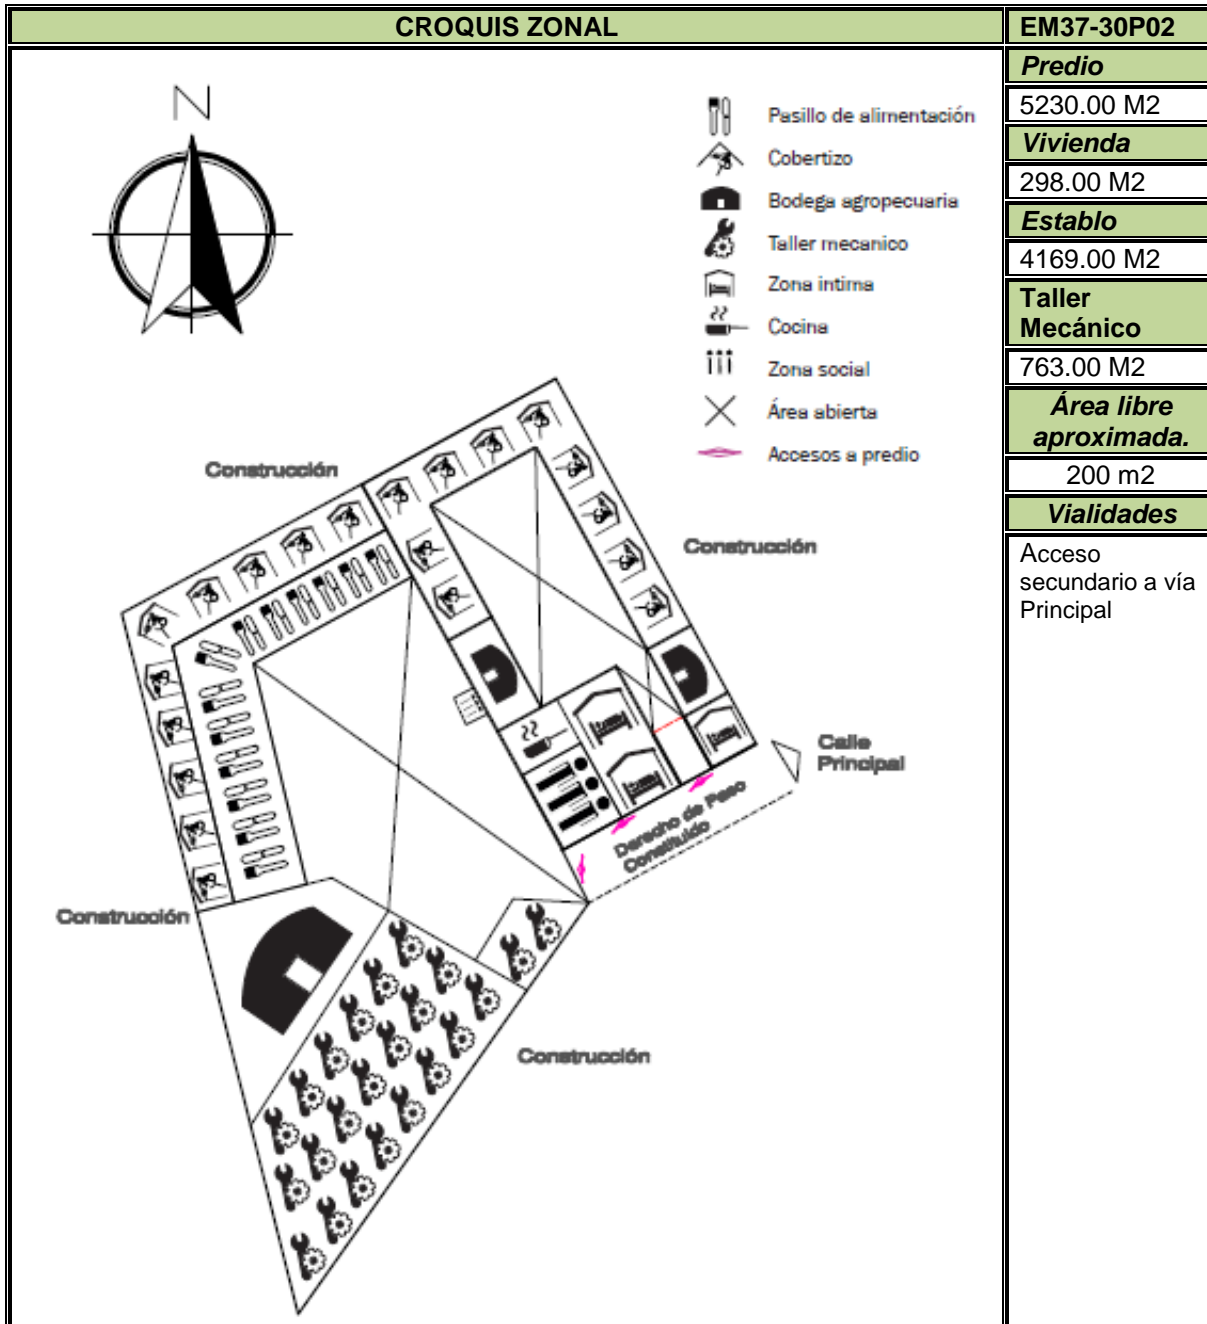 CROQUIS ZONAL
EM37-30P02
N
Pasillo de alimentación
Cobertizo
Bodega agropecuaria
Taller mecanico
Zona intima
Cocina
Zona social
Área abierta
Accesos a predio
Predio
5230.00 M2
Vivienda
298.00 M2
Establo
4169.00 M2
Taller
Mecánico
763.00 M2
Área libre
aproximada.
200 m2
Vialidades
Acceso
secundario a vía
Principal
Construcción
Construcción
Calle
Principal
Derecho de Paso
Constituido
Construcción
Construcción